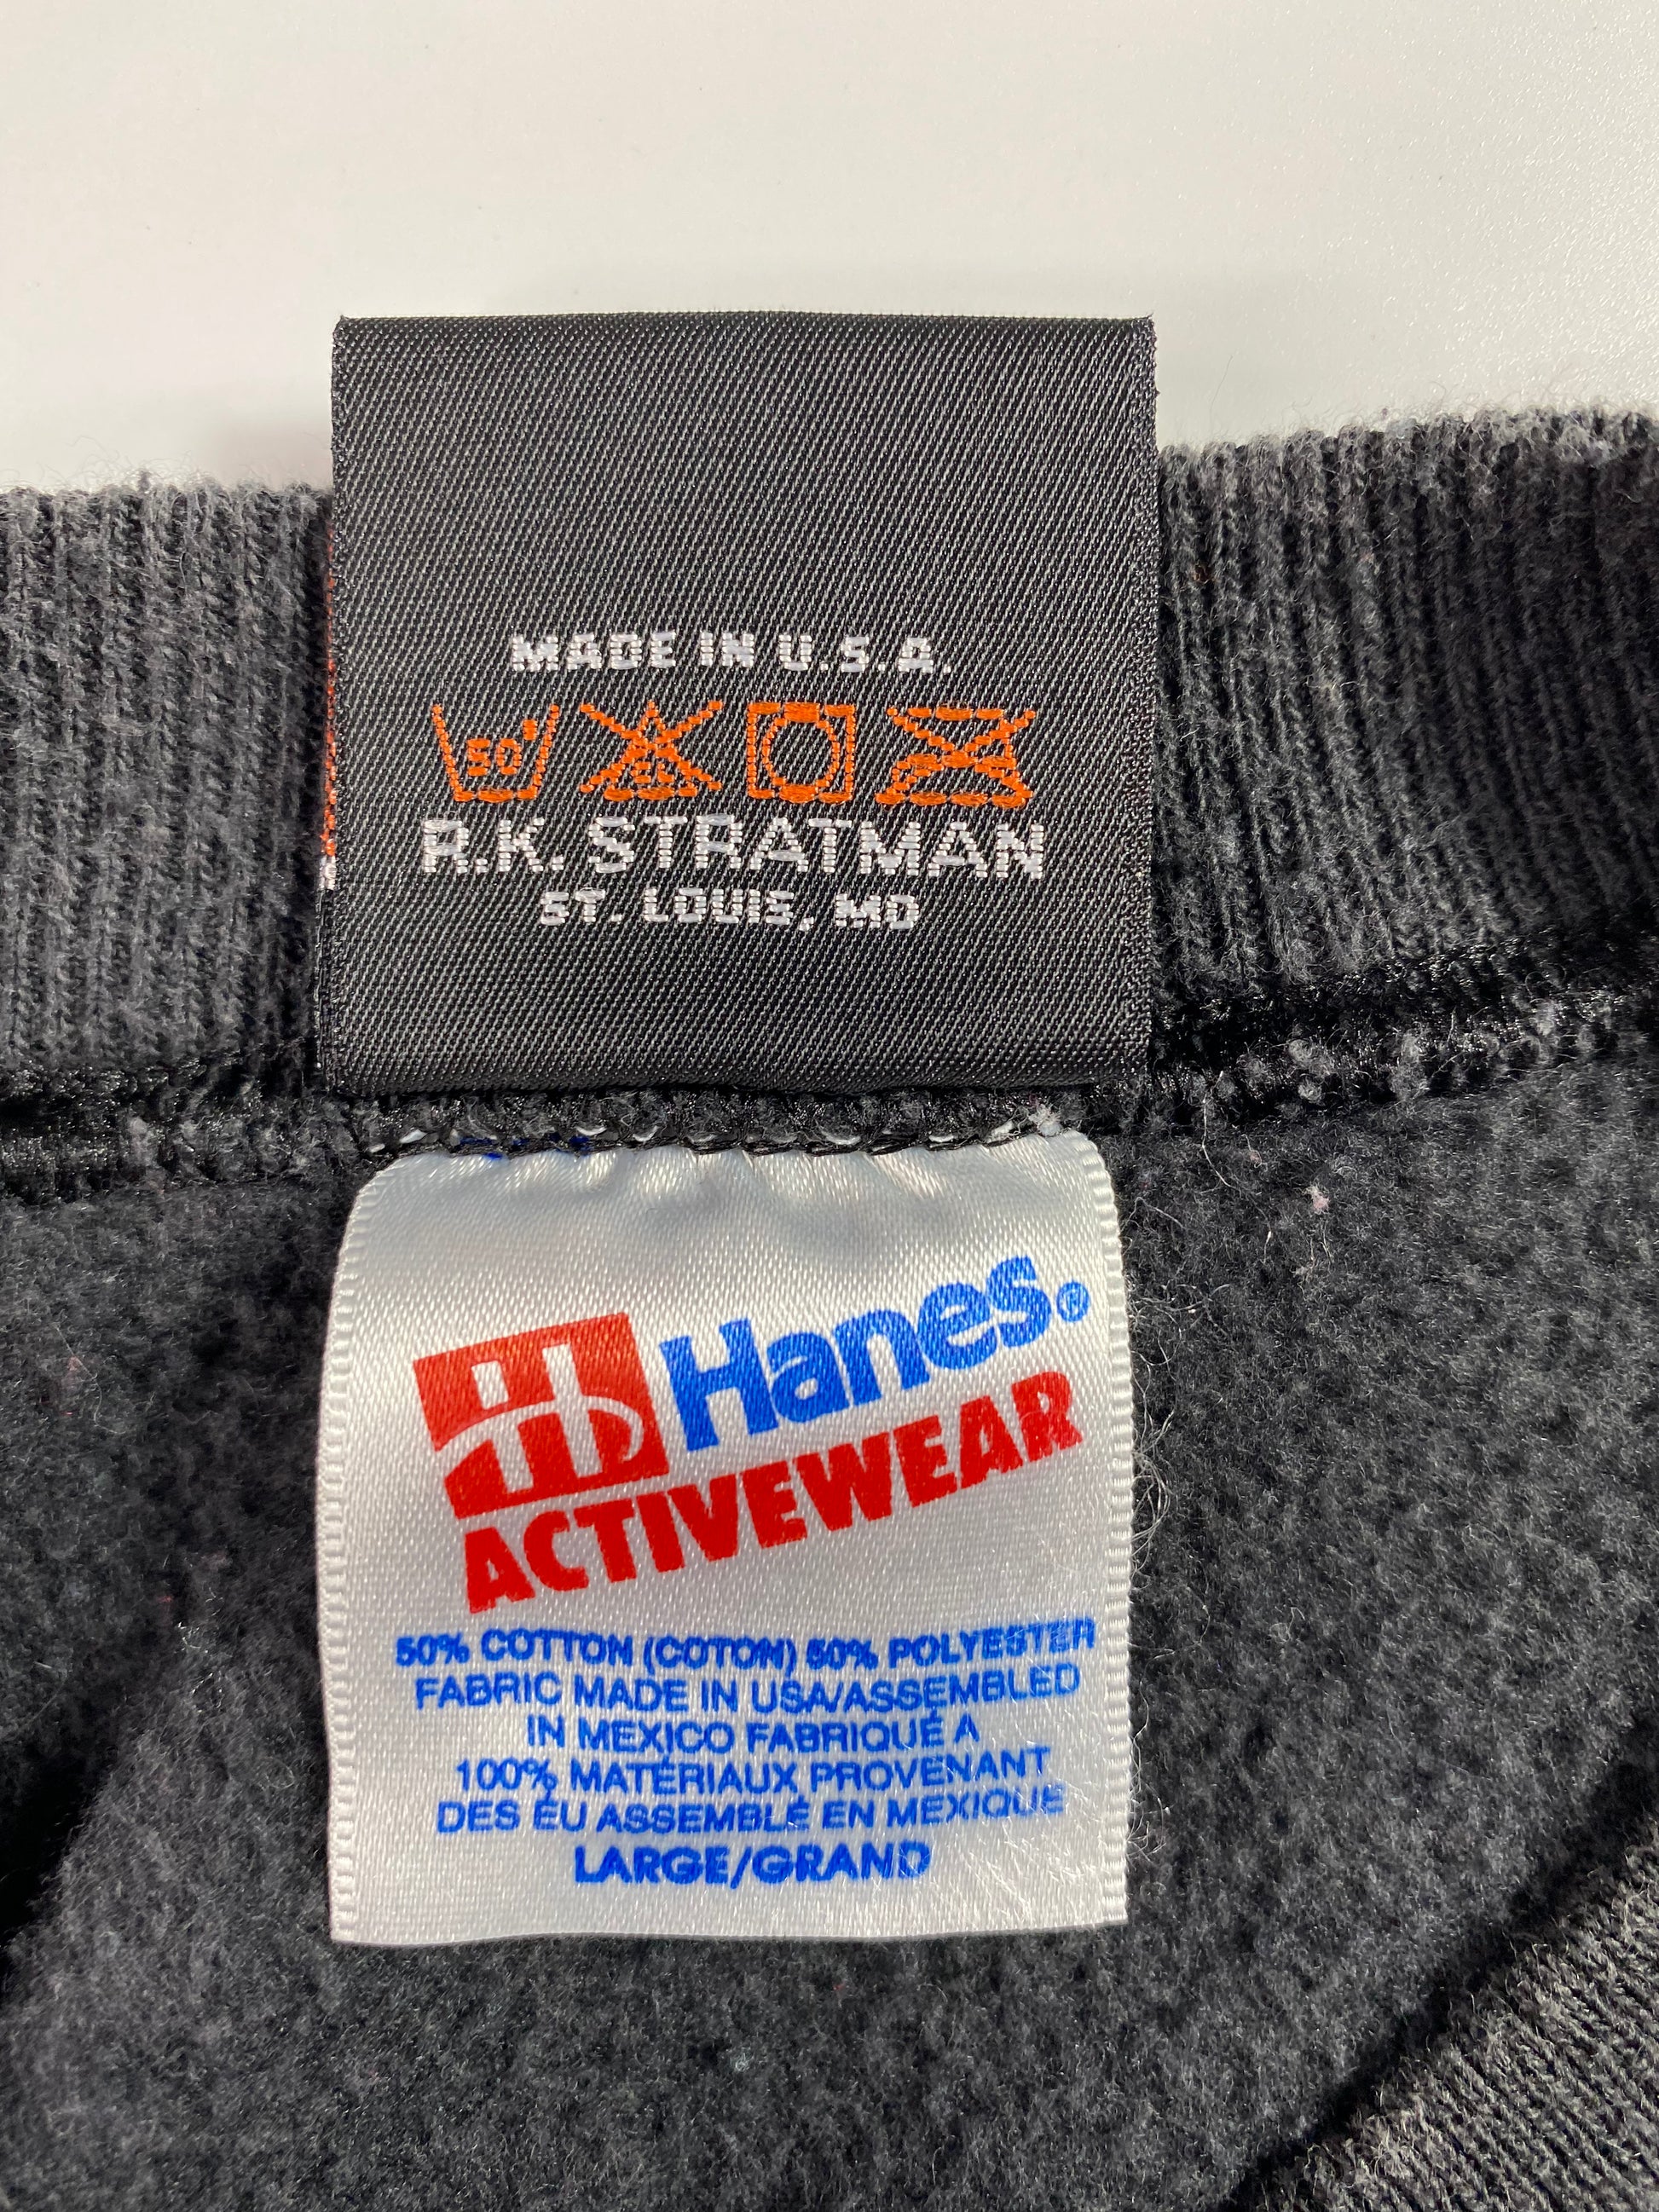 MADE IN U.S.A.
50° CL
R.K. STRATMAN
ST. LOUIS, MO
Hanes®
ACTIVEWEAR
50% COTTON (COTON) 50% POLYESTER
FABRIC MADE IN USA/ASSEMBLED
IN MEXICO FABRIQUÉ A
100% MATÉRIAUX PROVENANT
DES ÉU ASSEMBLÉ EN MEXIQUE
LARGE/GRAND